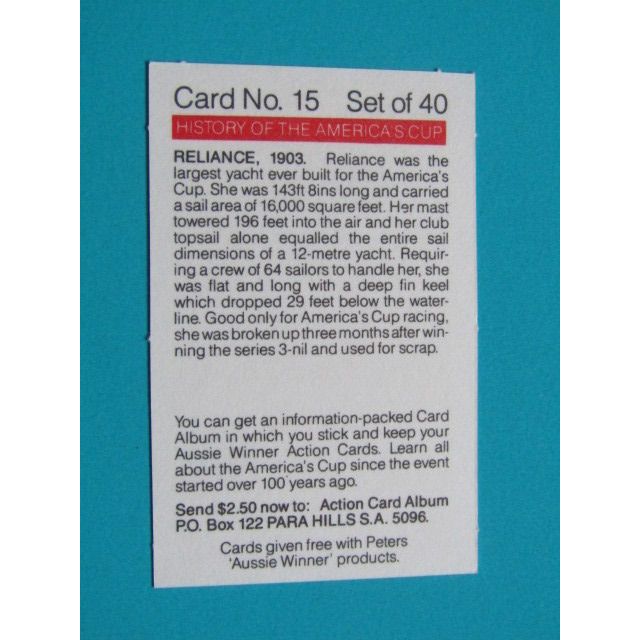 Card No. 15 Set of 40
HISTORY OF THE AMERICA'S CUP
RELIANCE, 1903. Reliance was the
largest yacht ever built for the America's
Cup. She was 143ft 8ins long and carried
a sail area of 16,000 square feet. Her mast
towered 196 feet into the air and her club
topsail alone equalled the entire sail
dimensions of a 12-metre yacht. Requir-
ing a crew of 64 sailors to handle her, she
was flat and long with a deep fin keel
which dropped 29 feet below the water-
line. Good only for America's Cup racing,
she was broken up three months after win-
ning the series 3-nil and used for scrap.
You can get an information-packed Card
Album in which you stick and keep your
Aussie Winner Action Cards. Learn all
about the America's Cup since the event
started over 100 years ago.
Send $2.50 now to: Action Card Album
P.O. Box 122 PARA HILLS S.A. 5096.
Cards given free with Peters
'Aussie Winner' products.